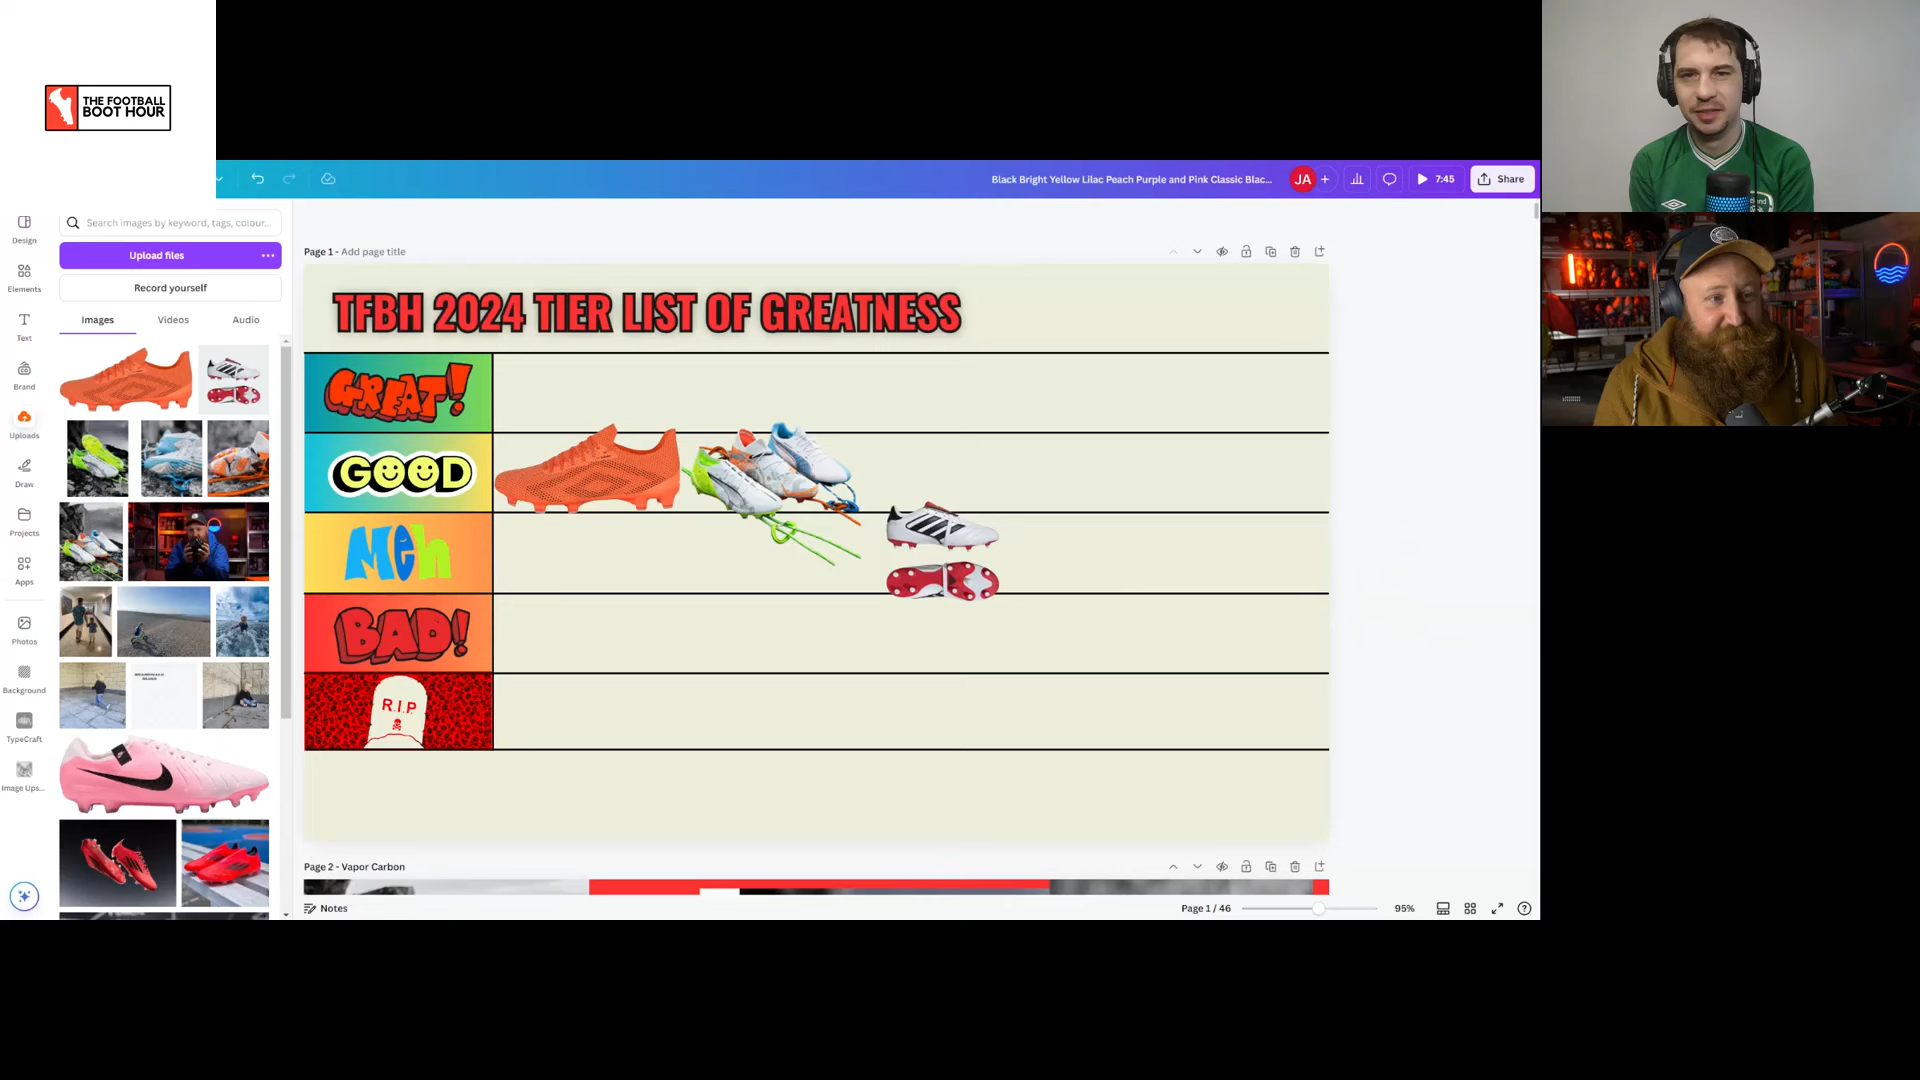 THE FOOTBALL
BOOT HOUR
Black Bright Yellow Lilac Peach Purple and Pink Classic Blac...
JA
7:45
Share
Design
Elements
Text
Brand
Uploads
Draw
Projects
Apps
Photos
Background
TypeCraft
Image Ups...
Search images by keyword, tags, colour...
Upload files
Record yourself
Images
Videos
Audio
Page 1 - Add page title
TFBH 2024 TIER LIST OF GREATNESS
GREAT!
GOOD
Meh
BAD!
R.I.P
Page 2 - Vapor Carbon
Notes
Page 1 / 46
95%